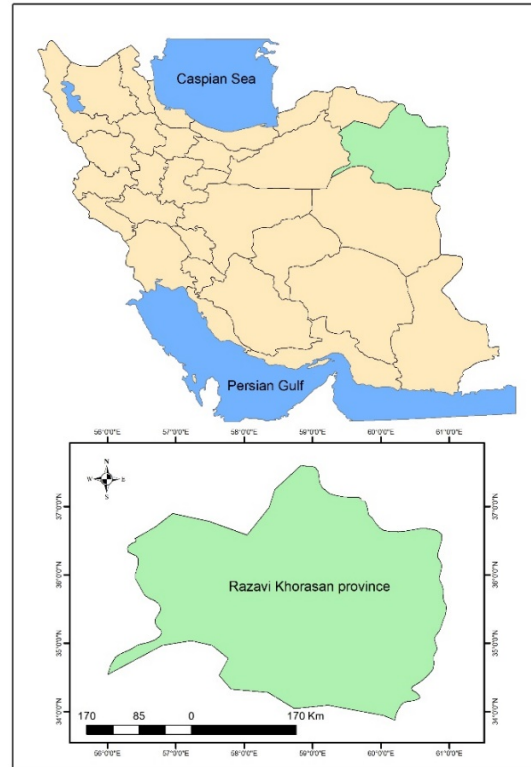 Caspian Sea
Persian Gulf
56°0'0"E 57°0'0"E 58°0'0"E 59°0'0"E 60°0'0"E 61°0'0"E
N
W E
S
37°0'0"N 37°0'0"N
36°0'0"N 36°0'0"N
Razavi Khorasan province
35°0'0"N 35°0'0"N
34°0'0"N 34°0'0"N
170 85 0 170 Km
56°0'0"E 57°0'0"E 58°0'0"E 59°0'0"E 60°0'0"E 61°0'0"E